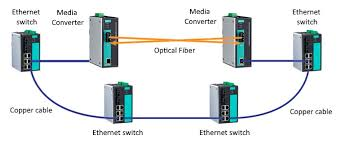 Ethernet
switch
Media
Converter
Media
Converter
Ethernet
switch
Optical Fiber
Copper cable
Copper cable
Ethernet switch
Ethernet switch